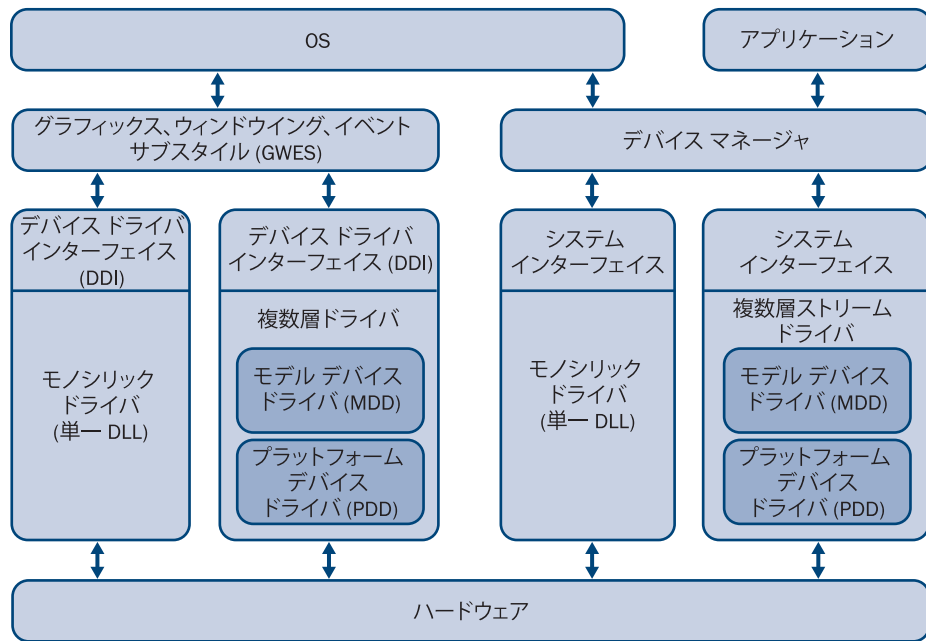 OS
アプリケーション
グラフィックス、ウィンドウイング、イベント
サブスタイル (GWES)
デバイス マネージャ
デバイス ドライバ
インターフェイス
(DDI)
モノシリック
ドライバ
(単一 DLL)
デバイス ドライバ
インターフェイス (DDI)
複数層ドライバ
モデル デバイス
ドライバ (MDD)
プラットフォーム
デバイス
ドライバ (PDD)
システム
インターフェイス
モノシリック
ドライバ
(単一 DLL)
システム
インターフェイス
複数層ストリーム
ドライバ
モデル デバイス
ドライバ (MDD)
プラットフォーム
デバイス
ドライバ (PDD)
ハードウェア